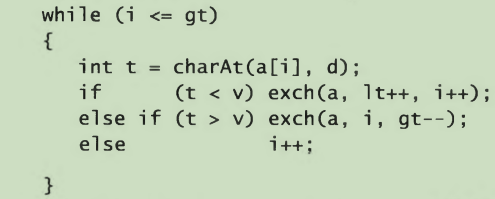 while (i <= gt)
{
int t = charAt(a[i], d);
if (t < v) exch(a, lt++, i++);
else if (t > v) exch(a, i, gt--);
else i++;
}